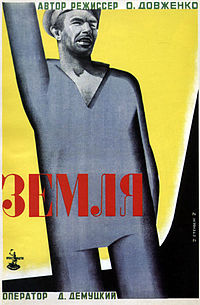 АВТОР РЕЖИССЕР О. ДОВЖЕНКО
ЗЕМЛЯ
ОПЕРАТОР Д. ДЕМУЦКИЙ